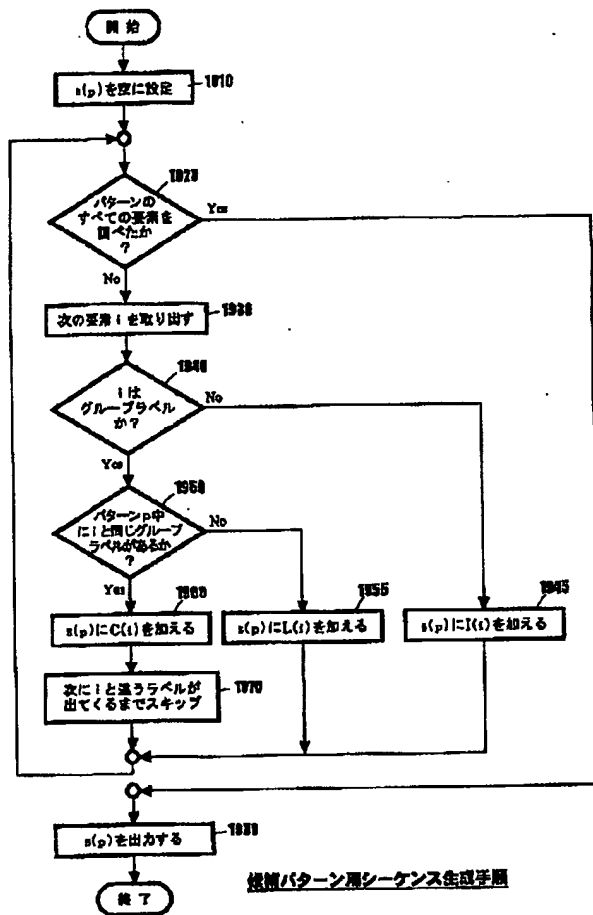 開始
s(p)を空に設定
1910
1920
パターンの
すべての要素を
調べたか
?
Yes
No
次の要素iを取り出す
1930
1940
iは
グループラベル
か?
No
Yes
1950
パターンp中
にiと同じグループ
ラベルがあるか
?
No
Yes
1960
s(p)にC(i)を加える
1955
s(p)にL(i)を加える
1945
s(p)にI(i)を加える
次にiと違うラベルが
出てくるまでスキップ
1970
s(p)を出力する
終了
候補パターン用シーケンス生成手順